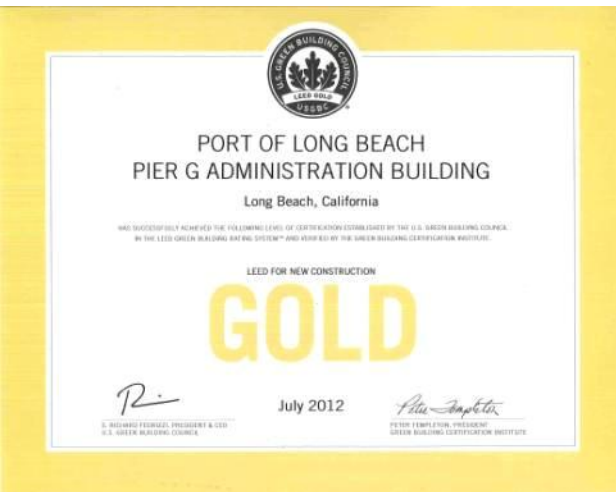 U.S. GREEN BUILDING COUNCIL
LEED GOLD
USGBC
PORT OF LONG BEACH
PIER G ADMINISTRATION BUILDING
Long Beach, California
HAS SUCCESSFULLY ACHIEVED THE FOLLOWING LEVEL OF CERTIFICATION ESTABLISHED BY THE U.S. GREEN BUILDING COUNCIL
IN THE LEED GREEN BUILDING RATING SYSTEM™ AND VERIFIED BY THE GREEN BUILDING CERTIFICATION INSTITUTE.
LEED FOR NEW CONSTRUCTION
GOLD
July 2012
Peter Templeton
S. RICHARD FEDRIZZI, PRESIDENT & CEO
U.S. GREEN BUILDING COUNCIL
PETER TEMPLETON, PRESIDENT
GREEN BUILDING CERTIFICATION INSTITUTE